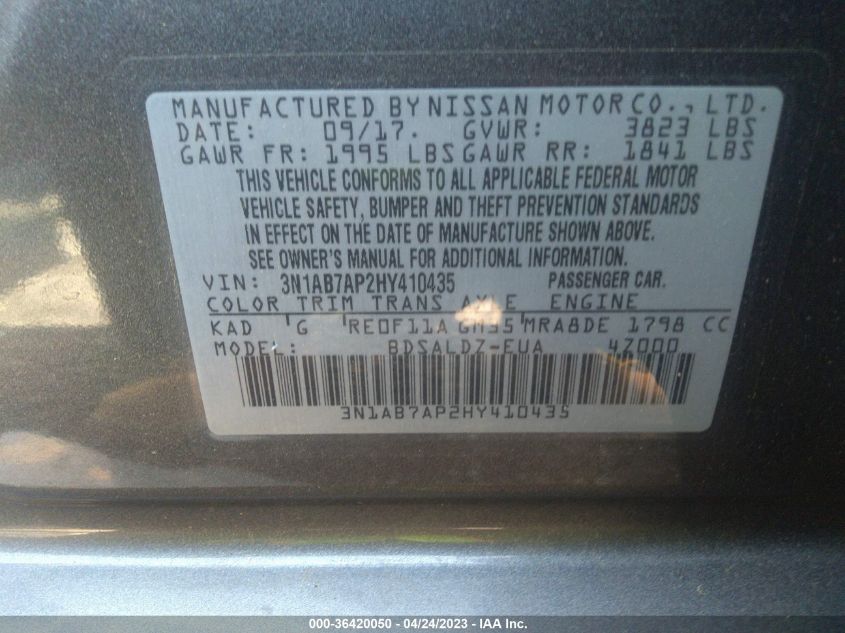 MANUFACTURED BY NISSAN MOTOR CO., LTD.
DATE: 09/17. GVWR: 3823 LBS
GAWR FR: 1995 LBS GAWR RR: 1841 LBS
THIS VEHICLE CONFORMS TO ALL APPLICABLE FEDERAL MOTOR
VEHICLE SAFETY, BUMPER AND THEFT PREVENTION STANDARDS
IN EFFECT ON THE DATE OF MANUFACTURE SHOWN ABOVE.
SEE OWNER'S MANUAL FOR ADDITIONAL INFORMATION.
VIN: 3N1AB7AP2HY410435 PASSENGER CAR.
COLOR TRIM TRANS AXLE ENGINE
KAD G RE0F11A GM35 MRA8DE 1798 CC
MODEL: BDSALDZ-EUA 4Z000
3N1AB7AP2HY410435
000-36420050 - 04/24/2023 - IAA Inc.